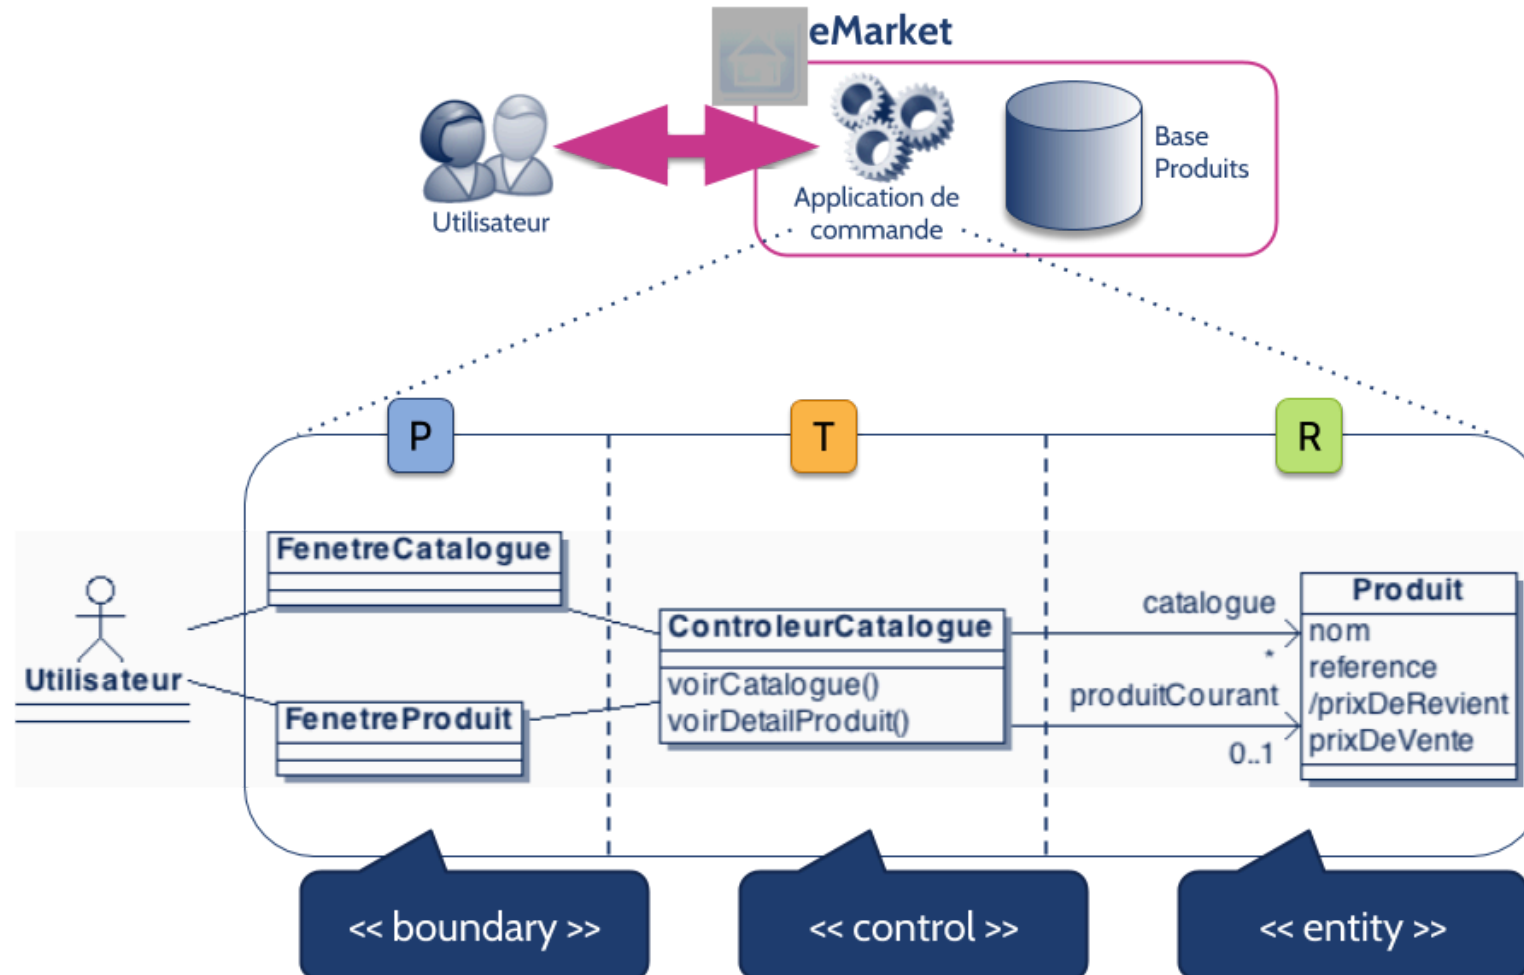 eMarket
Utilisateur
Application de
commande
Base
Produits
P
T
R
Utilisateur
FenetreCatalogue
FenetreProduit
ControleurCatalogue
voirCatalogue()
voirDetailProduit()
catalogue
*
produitCourant
0..1
Produit
nom
reference
/prixDeRevient
prixDeVente
<< boundary >>
<< control >>
<< entity >>